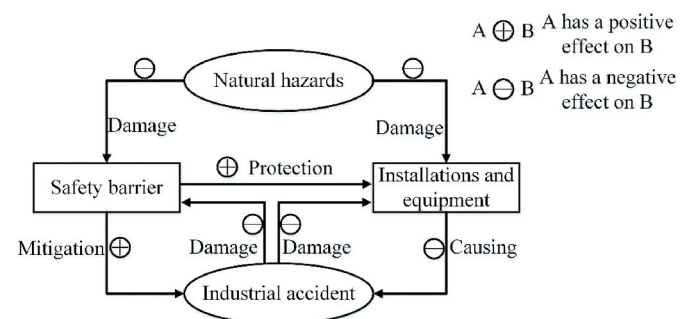 A ⊕ B A has a positive
effect on B
A ⊖ B A has a negative
effect on B
⊖ Natural hazards ⊖
Damage
Damage
Safety barrier
⊕ Protection
Installations and
equipment
Mitigation ⊕
⊖ ⊖
Damage Damage
⊖ Causing
Industrial accident